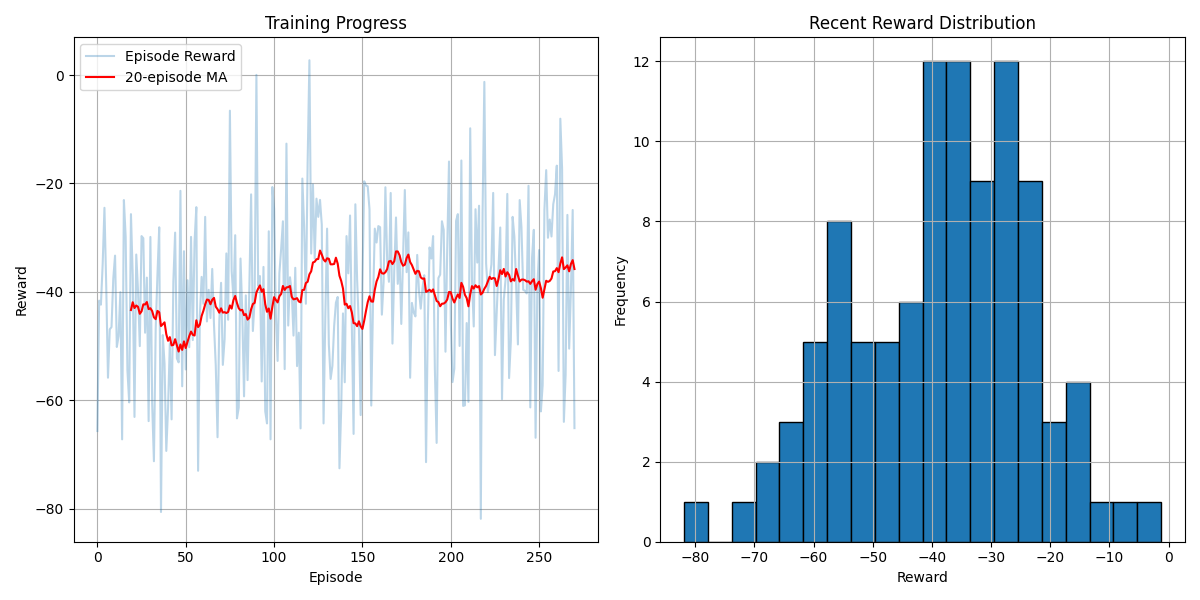 Training Progress
Episode Reward
20-episode MA
Reward
0
−20
−40
−60
−80
0 50 100 150 200 250
Episode
Recent Reward Distribution
Frequency
12
10
8
6
4
2
0
−80 −70 −60 −50 −40 −30 −20 −10 0
Reward